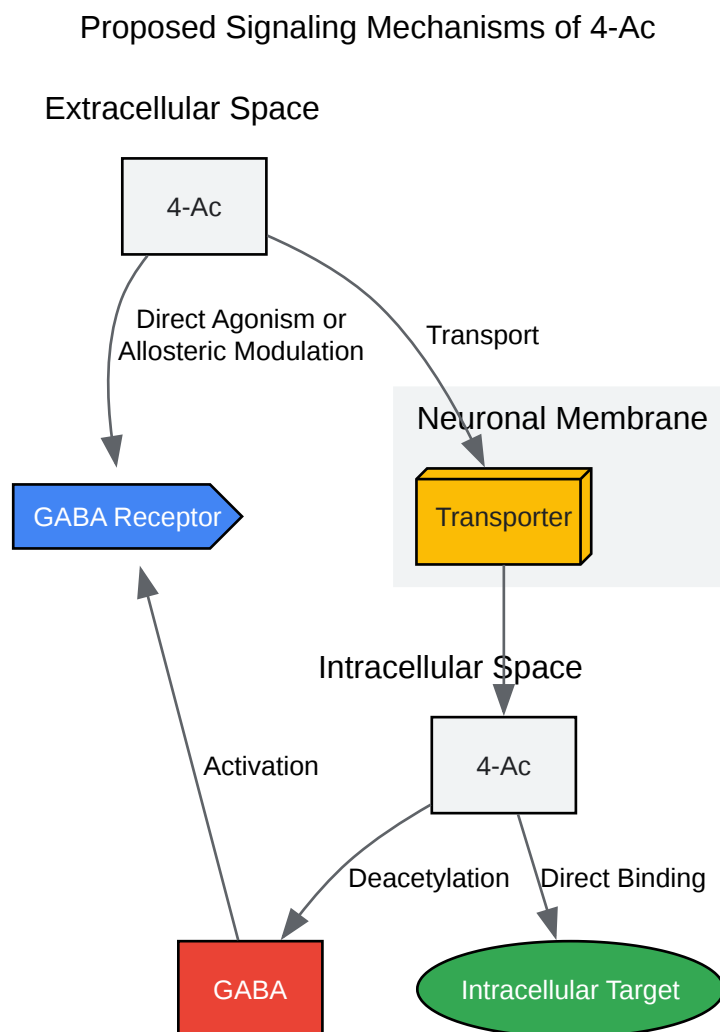 Proposed Signaling Mechanisms of 4-Ac
Extracellular Space
4-Ac
Direct Agonism or
Allosteric Modulation
Transport
Neuronal Membrane
GABA Receptor
Transporter
Intracellular Space
4-Ac
Activation
Deacetylation
Direct Binding
GABA
Intracellular Target